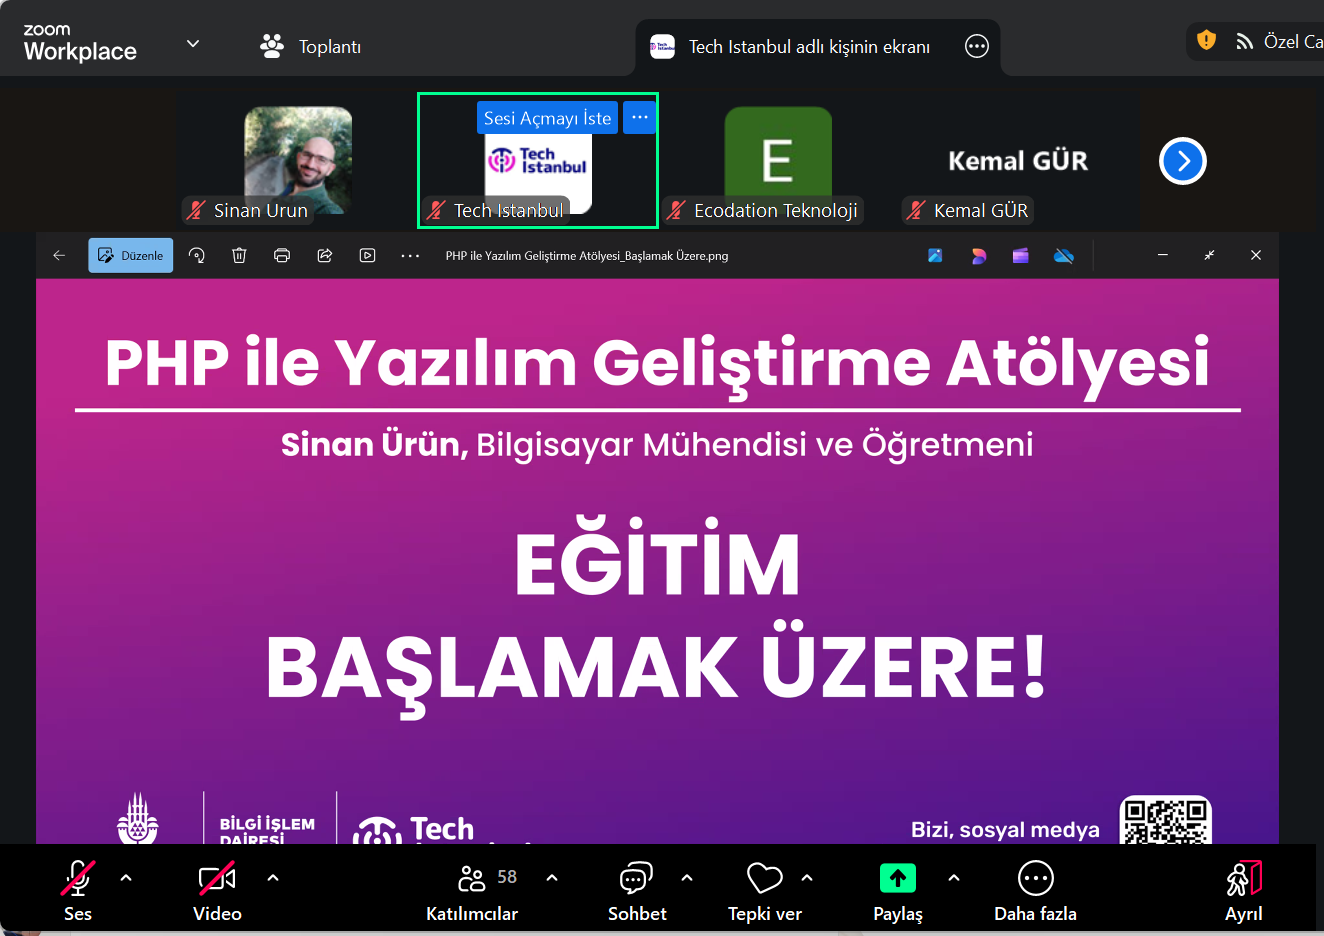 zoom
Workplace
Toplantı
Tech Istanbul adlı kişinin ekranı
Özel Ca
Sesi Açmayı İste
Tech
Istanbul
E
Kemal GÜR
Sinan Urun
Tech Istanbul
Ecodation Teknoloji
Kemal GÜR
Düzenle
PHP ile Yazılım Geliştirme Atölyesi_Başlamak Üzere.png
PHP ile Yazılım Geliştirme Atölyesi
Sinan Ürün, Bilgisayar Mühendisi ve Öğretmeni
EĞİTİM
BAŞLAMAK ÜZERE!
BİLGİ İŞLEM
DAİRESİ
Tech
Bizi, sosyal medya
58
Ses
Video
Katılımcılar
Sohbet
Tepki ver
Paylaş
Daha fazla
Ayrıl